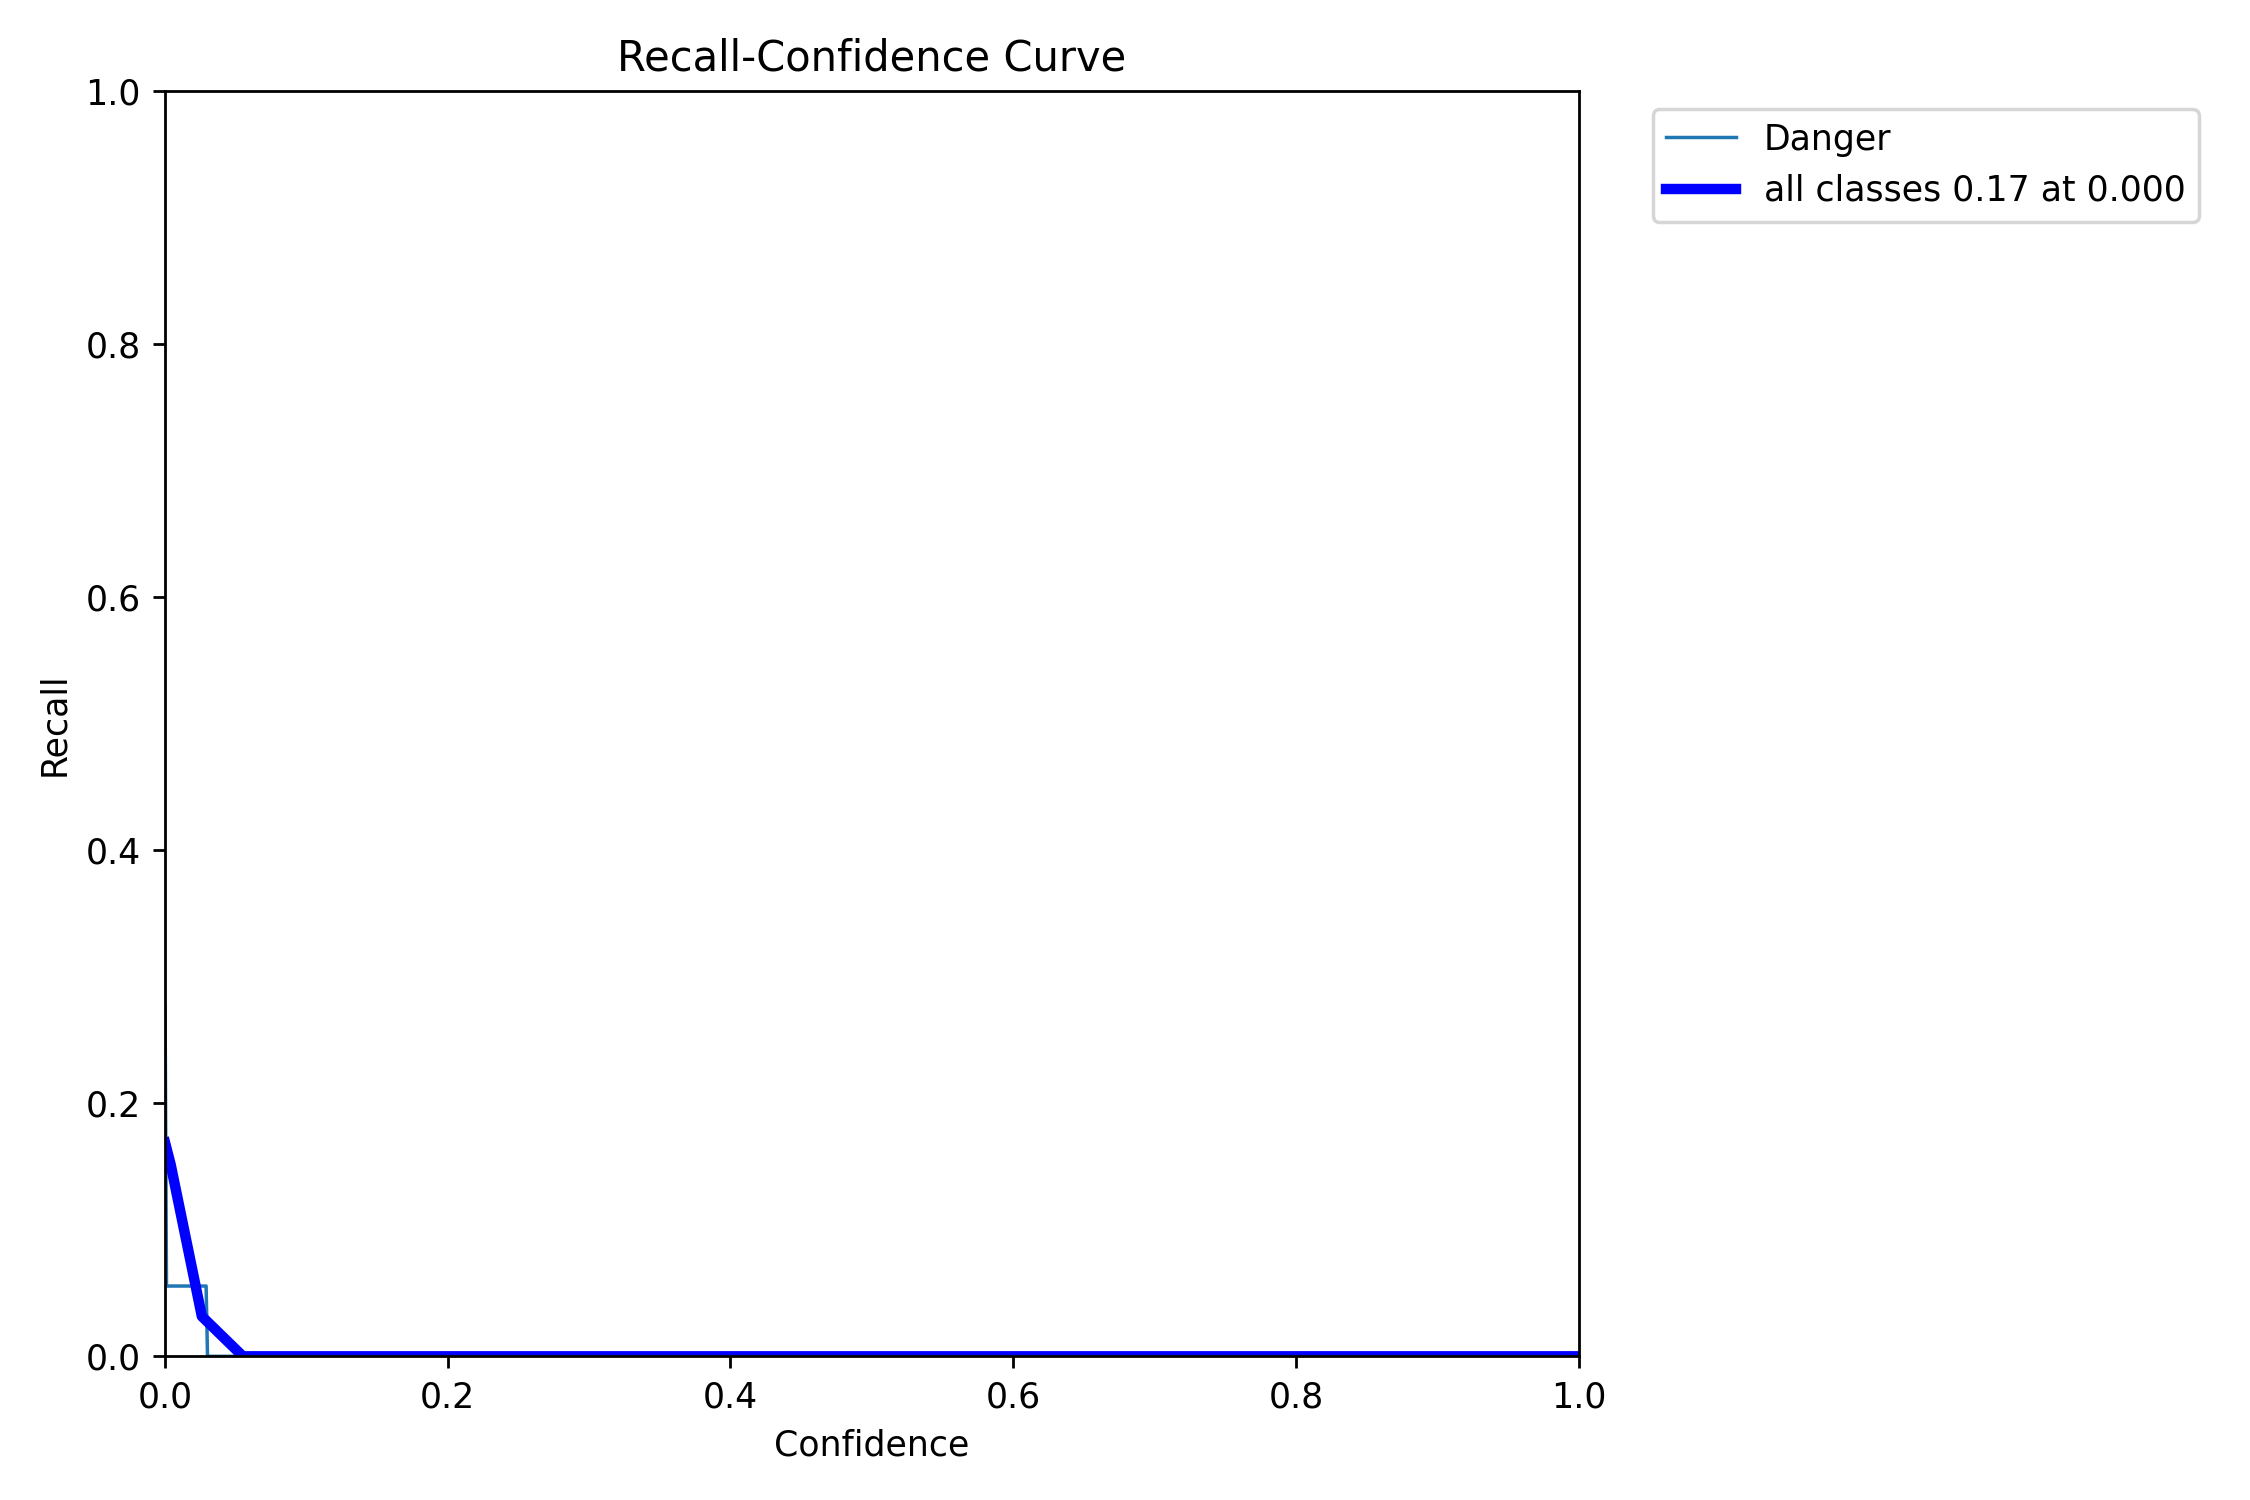 Recall-Confidence Curve
1.0
0.8
0.6
0.4
0.2
0.0
Recall
0.0 0.2 0.4 0.6 0.8 1.0
Confidence
Danger
all classes 0.17 at 0.000